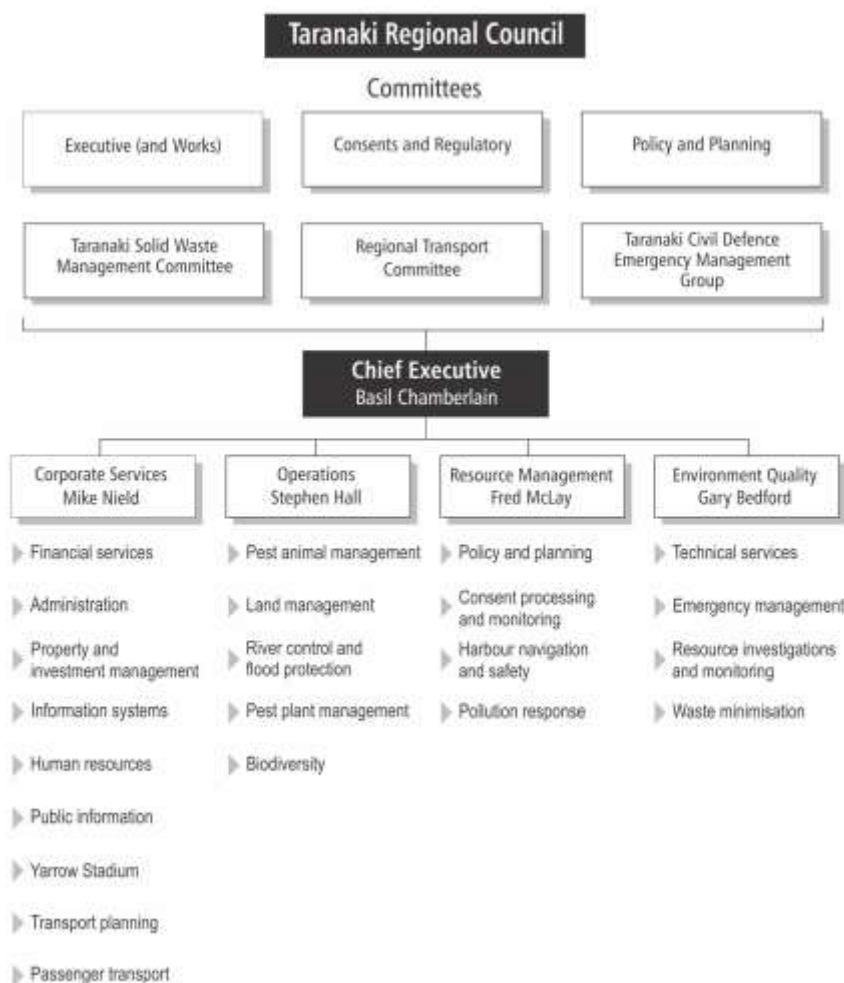 Taranaki Regional Council
Committees
Executive (and Works)
Consents and Regulatory
Policy and Planning
Taranaki Solid Waste
Management Committee
Regional Transport
Committee
Taranaki Civil Defence
Emergency Management
Group
Chief Executive
Basil Chamberlain
Corporate Services
Mike Nield
Financial services
Administration
Property and
investment management
Information systems
Human resources
Public information
Yarrow Stadium
Transport planning
Passenger transport
Operations
Stephen Hall
Pest animal management
Land management
River control and
flood protection
Pest plant management
Biodiversity
Resource Management
Fred McLay
Policy and planning
Consent processing
and monitoring
Harbour navigation
and safety
Pollution response
Environment Quality
Gary Bedford
Technical services
Emergency management
Resource investigations
and monitoring
Waste minimisation